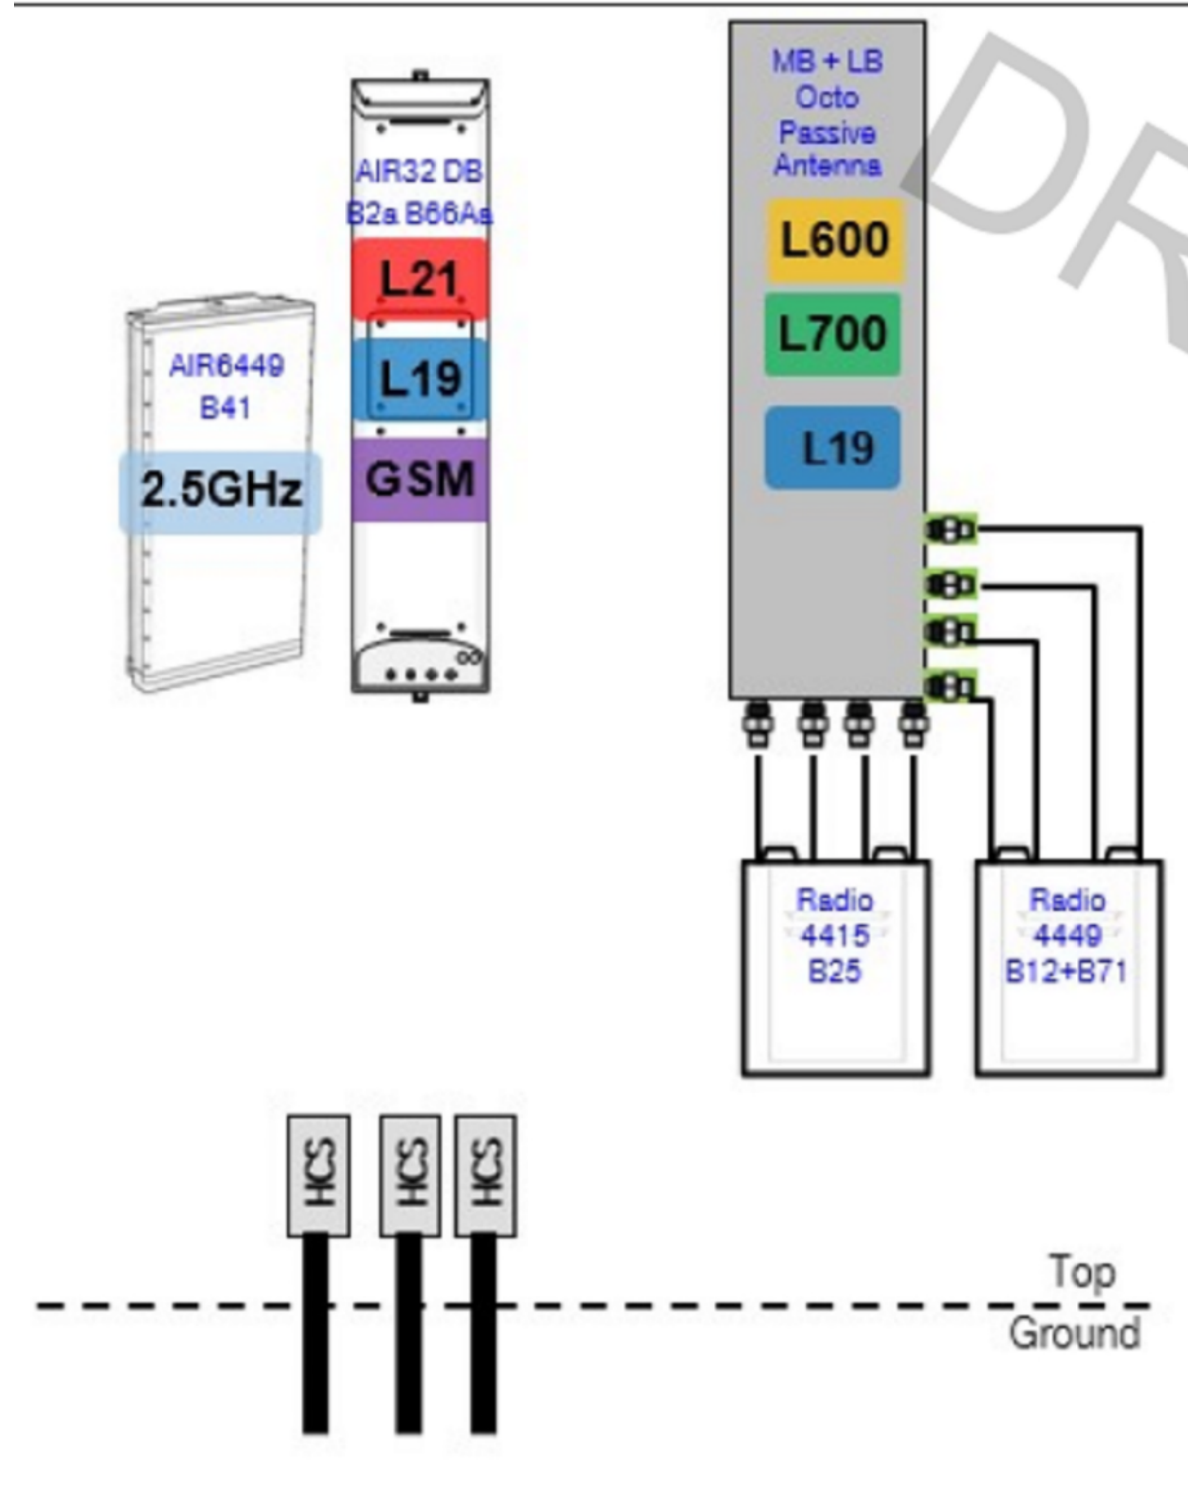 MB + LB
Octo
Passive
Antenna
L600
L700
L19
AIR32 DB
B2a B66Aa
L21
L19
GSM
AIR6449
B41
2.5GHz
Radio
4415
B25
Radio
4449
B12+B71
HCS
HCS
HCS
Top
Ground
DR